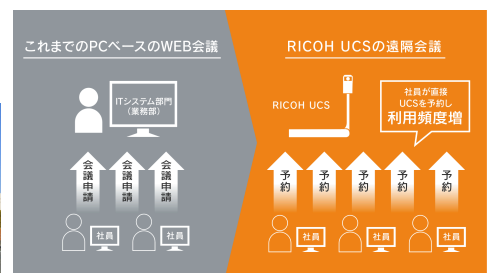 これまでのPCベースのWEB会議
ITシステム部門
(業務部)
会議申請
会議申請
会議申請
社員
社員
RICOH UCSの遠隔会議
RICOH UCS
社員が直接
UCSを予約し
利用頻度増
予約
予約
予約
予約
予約
社員
社員
社員